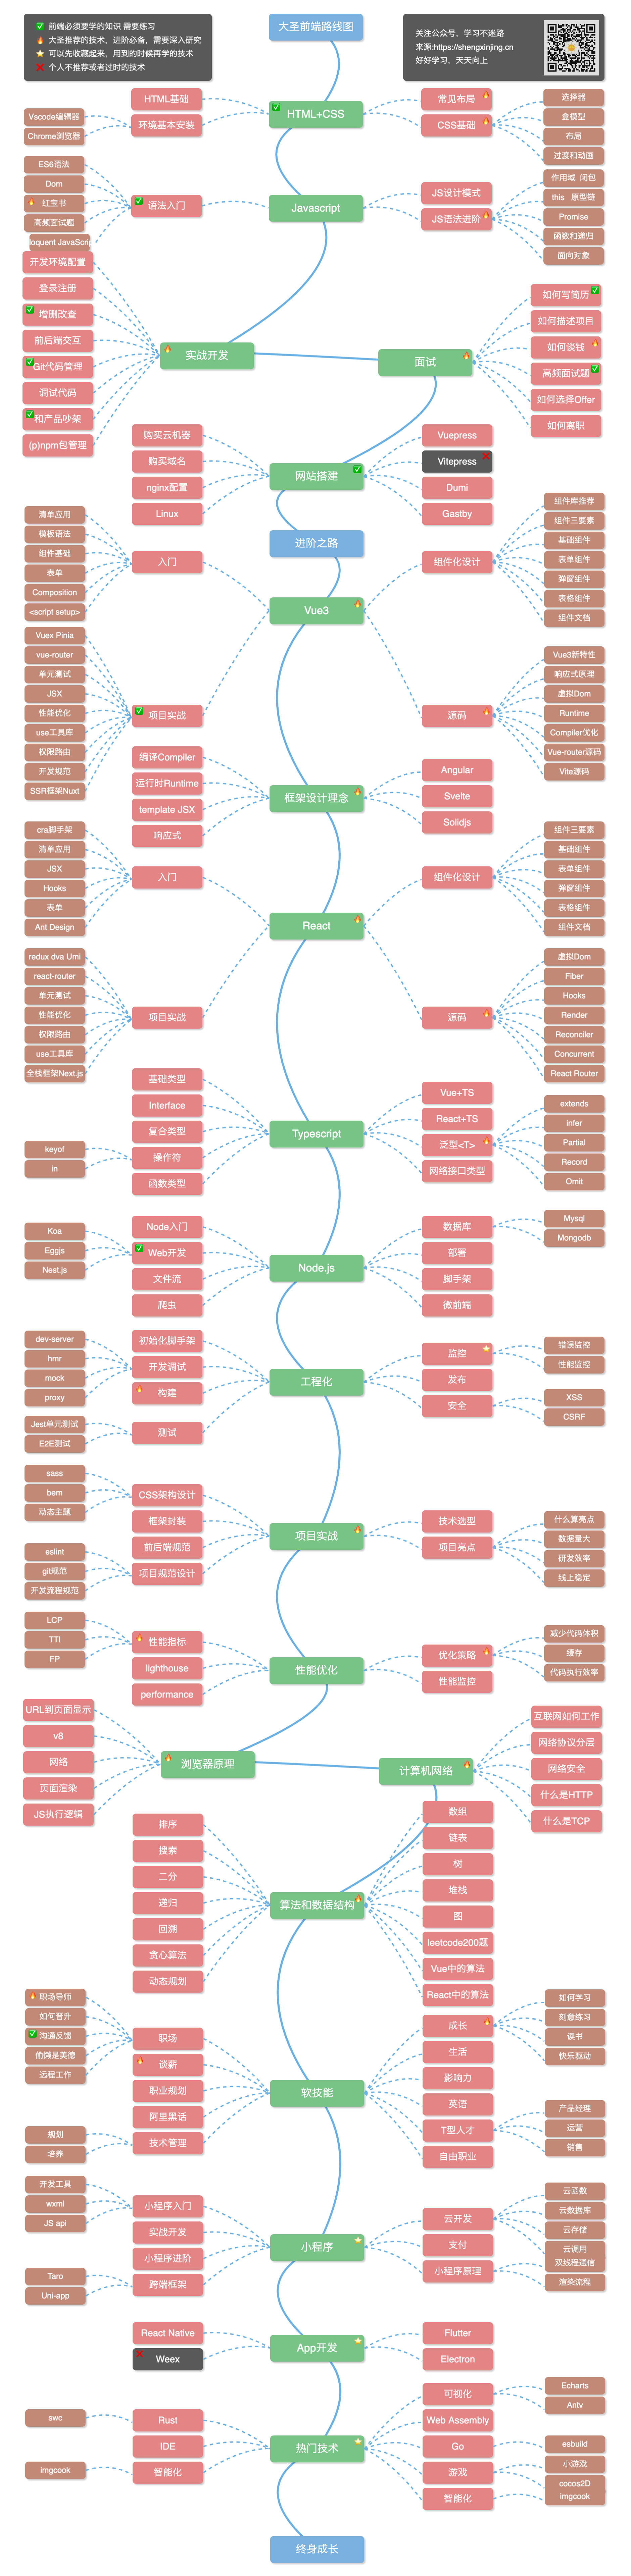 大圣前端路线图
前端必须要学的知识 需要练习
大圣推荐的技术，进阶必备，需要深入研究
可以先收藏起来，用到的时候再学的技术
个人不推荐或者过时的技术
关注公众号，学习不迷路
来源:https://shengxinjing.cn
好好学习，天天向上
HTML+CSS
HTML基础
环境基本安装
Vscode编辑器
Chrome浏览器
常见布局
CSS基础
选择器
盒模型
布局
过渡和动画
Javascript
语法入门
ES6语法
Dom
红宝书
高频面试题
loquent JavaScrip
JS设计模式
JS语法进阶
作用域 闭包
this 原型链
Promise
函数和递归
面向对象
实战开发
开发环境配置
登录注册
增删改查
前后端交互
Git代码管理
调试代码
和产品吵架
(p)npm包管理
面试
如何写简历
如何描述项目
如何谈钱
高频面试题
如何选择Offer
如何离职
网站搭建
购买云机器
购买域名
nginx配置
Linux
Vuepress
Vitepress
Dumi
Gastby
进阶之路
Vue3
入门
清单应用
模板语法
组件基础
表单
Composition
<script setup>
项目实战
Vuex Pinia
vue-router
单元测试
JSX
性能优化
use工具库
权限路由
开发规范
SSR框架Nuxt
组件化设计
组件库推荐
组件三要素
基础组件
表单组件
弹窗组件
表格组件
组件文档
源码
Vue3新特性
响应式原理
虚拟Dom
Runtime
Compiler优化
Vue-router源码
Vite源码
框架设计理念
编译Compiler
运行时Runtime
template JSX
响应式
Angular
Svelte
Solidjs
React
入门
cra脚手架
清单应用
JSX
Hooks
表单
Ant Design
项目实战
redux dva Umi
react-router
单元测试
性能优化
权限路由
use工具库
全栈框架Next.js
组件化设计
组件三要素
基础组件
表单组件
弹窗组件
表格组件
组件文档
源码
虚拟Dom
Fiber
Hooks
Render
Reconciler
Concurrent
React Router
Typescript
基础类型
Interface
复合类型
操作符
函数类型
keyof
in
Vue+TS
React+TS
泛型<T>
网络接口类型
extends
infer
Partial
Record
Omit
Node.js
Node入门
Web开发
文件流
爬虫
Koa
Eggjs
Nest.js
数据库
部署
脚手架
微前端
Mysql
Mongodb
工程化
初始化脚手架
开发调试
构建
测试
dev-server
hmr
mock
proxy
Jest单元测试
E2E测试
监控
发布
安全
错误监控
性能监控
XSS
CSRF
项目实战
CSS架构设计
框架封装
前后端规范
项目规范设计
sass
bem
动态主题
eslint
git规范
开发流程规范
技术选型
项目亮点
什么算亮点
数据量大
研发效率
线上稳定
性能优化
性能指标
lighthouse
performance
LCP
TTI
FP
优化策略
性能监控
减少代码体积
缓存
代码执行效率
浏览器原理
URL到页面显示
v8
网络
页面渲染
JS执行逻辑
计算机网络
互联网如何工作
网络协议分层
网络安全
什么是HTTP
什么是TCP
算法和数据结构
排序
搜索
二分
递归
回溯
贪心算法
动态规划
数组
链表
树
堆栈
图
leetcode200题
Vue中的算法
React中的算法
软技能
职场
谈薪
职业规划
阿里黑话
技术管理
职场导师
如何晋升
沟通反馈
偷懒是美德
远程工作
规划
培养
成长
生活
影响力
英语
T型人才
自由职业
如何学习
刻意练习
读书
快乐驱动
产品经理
运营
销售
小程序
小程序入门
实战开发
小程序进阶
跨端框架
开发工具
wxml
JS api
Taro
Uni-app
云开发
支付
小程序原理
云函数
云数据库
云存储
云调用
双线程通信
渲染流程
App开发
React Native
Weex
Flutter
Electron
热门技术
Rust
IDE
智能化
swc
imgcook
可视化
Web Assembly
Go
游戏
智能化
Echarts
Antv
esbuild
小游戏
cocos2D
imgcook
终身成长